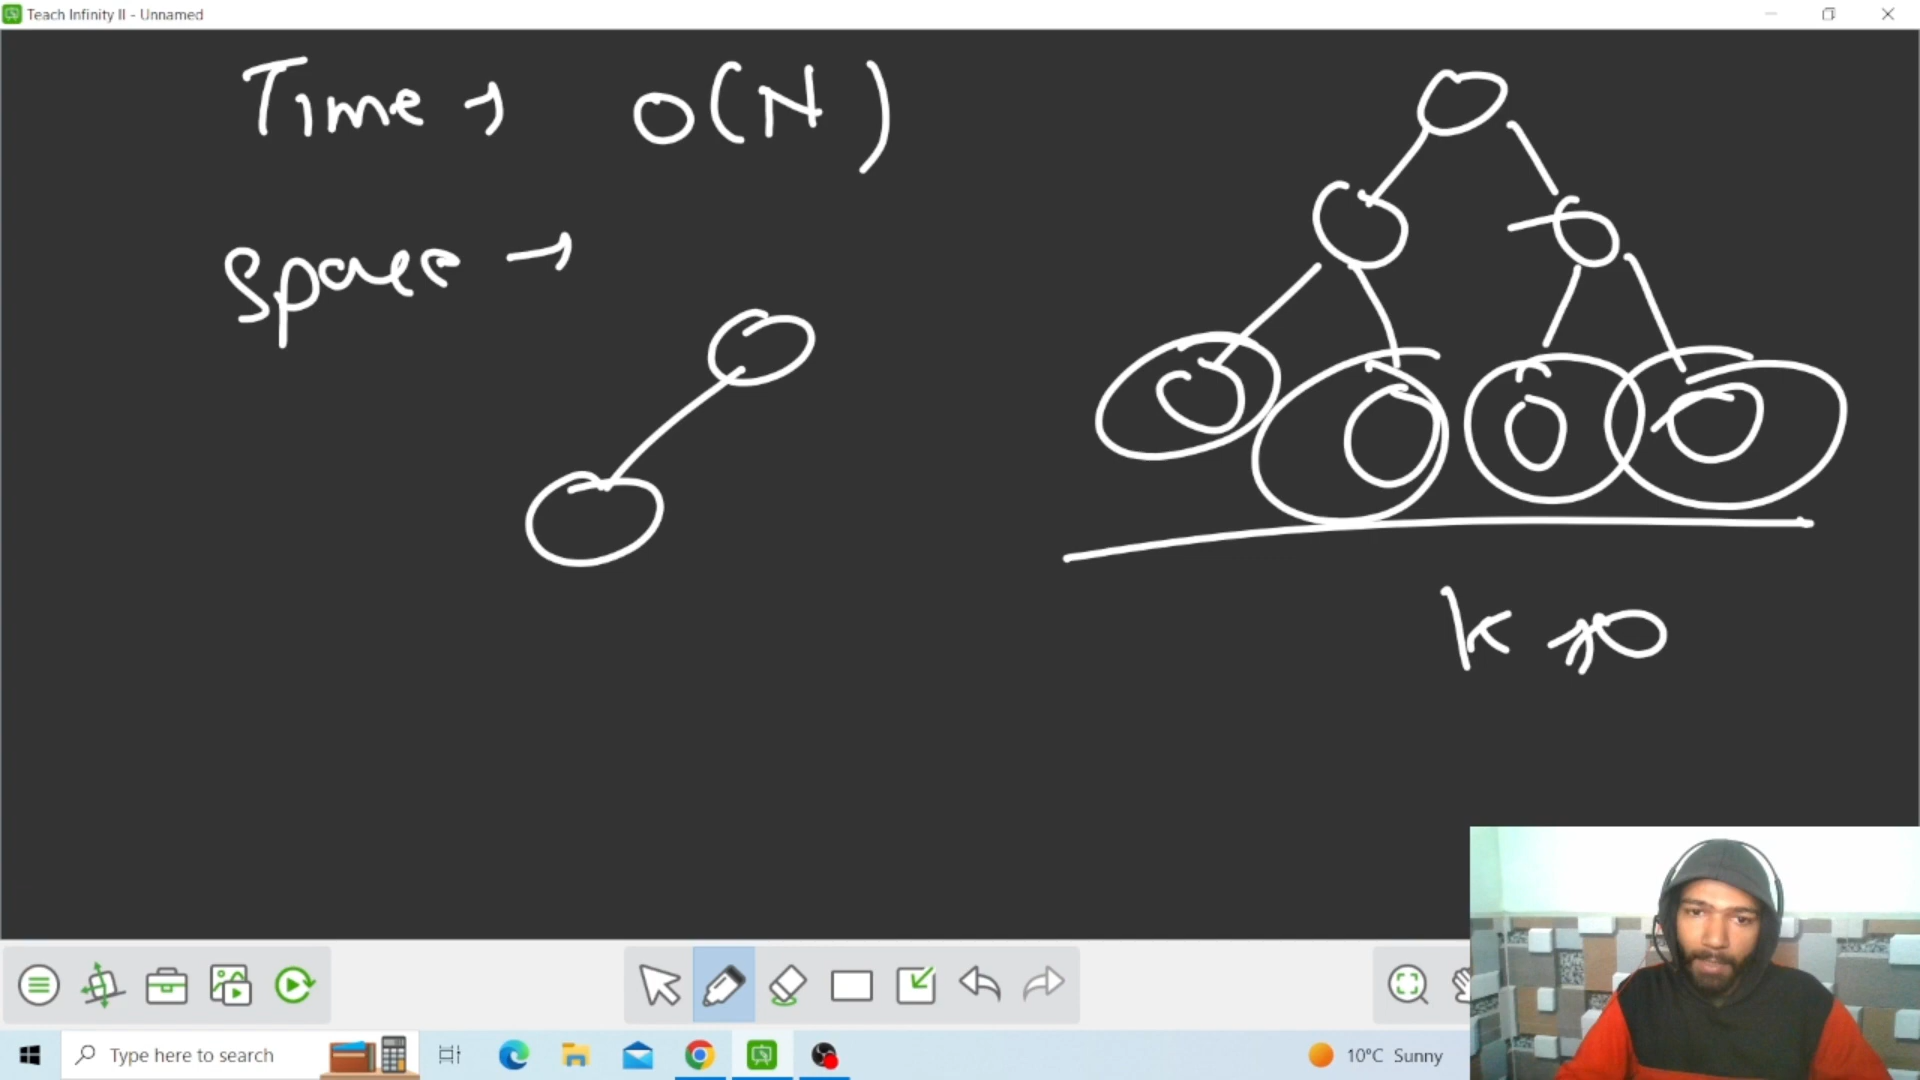 Teach Infinity II - Unnamed
Time → O(N)
Space →
Type here to search
10°C Sunny